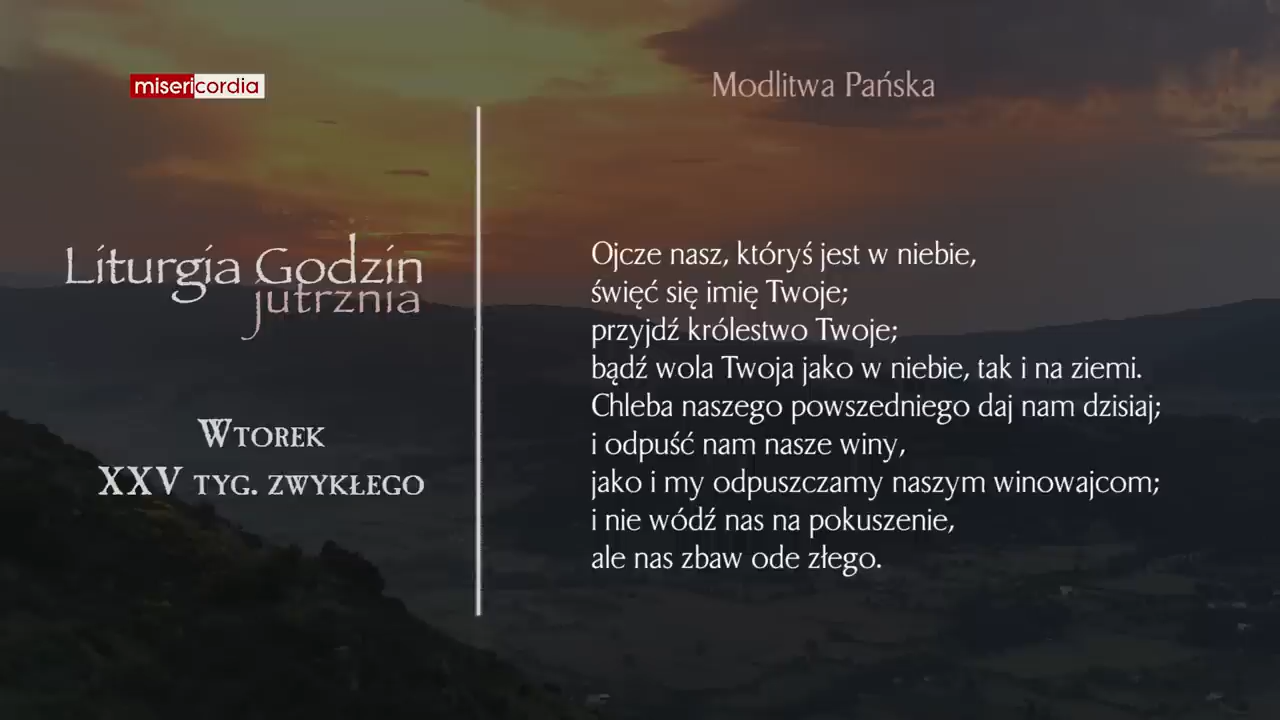 misericordia
Liturgia Godzin
jutrznia
Wtorek
XXV tyg. zwykłego
Modlitwa Pańska
Ojcze nasz, któryś jest w niebie,
święć się imię Twoje;
przyjdź królestwo Twoje;
bądź wola Twoja jako w niebie, tak i na ziemi.
Chleba naszego powszedniego daj nam dzisiaj;
i odpuść nam nasze winy,
jako i my odpuszczamy naszym winowajcom;
i nie wódź nas na pokuszenie,
ale nas zbaw ode złego.